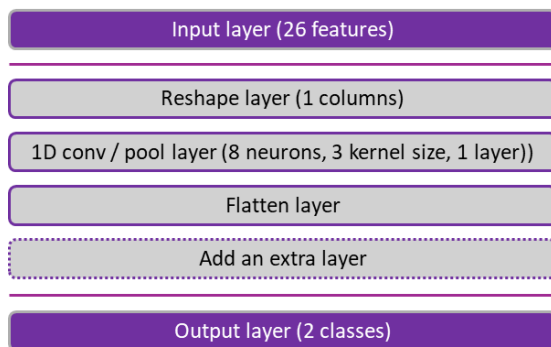 Input layer (26 features)
Reshape layer (1 columns)
1D conv / pool layer (8 neurons, 3 kernel size, 1 layer))
Flatten layer
Add an extra layer
Output layer (2 classes)